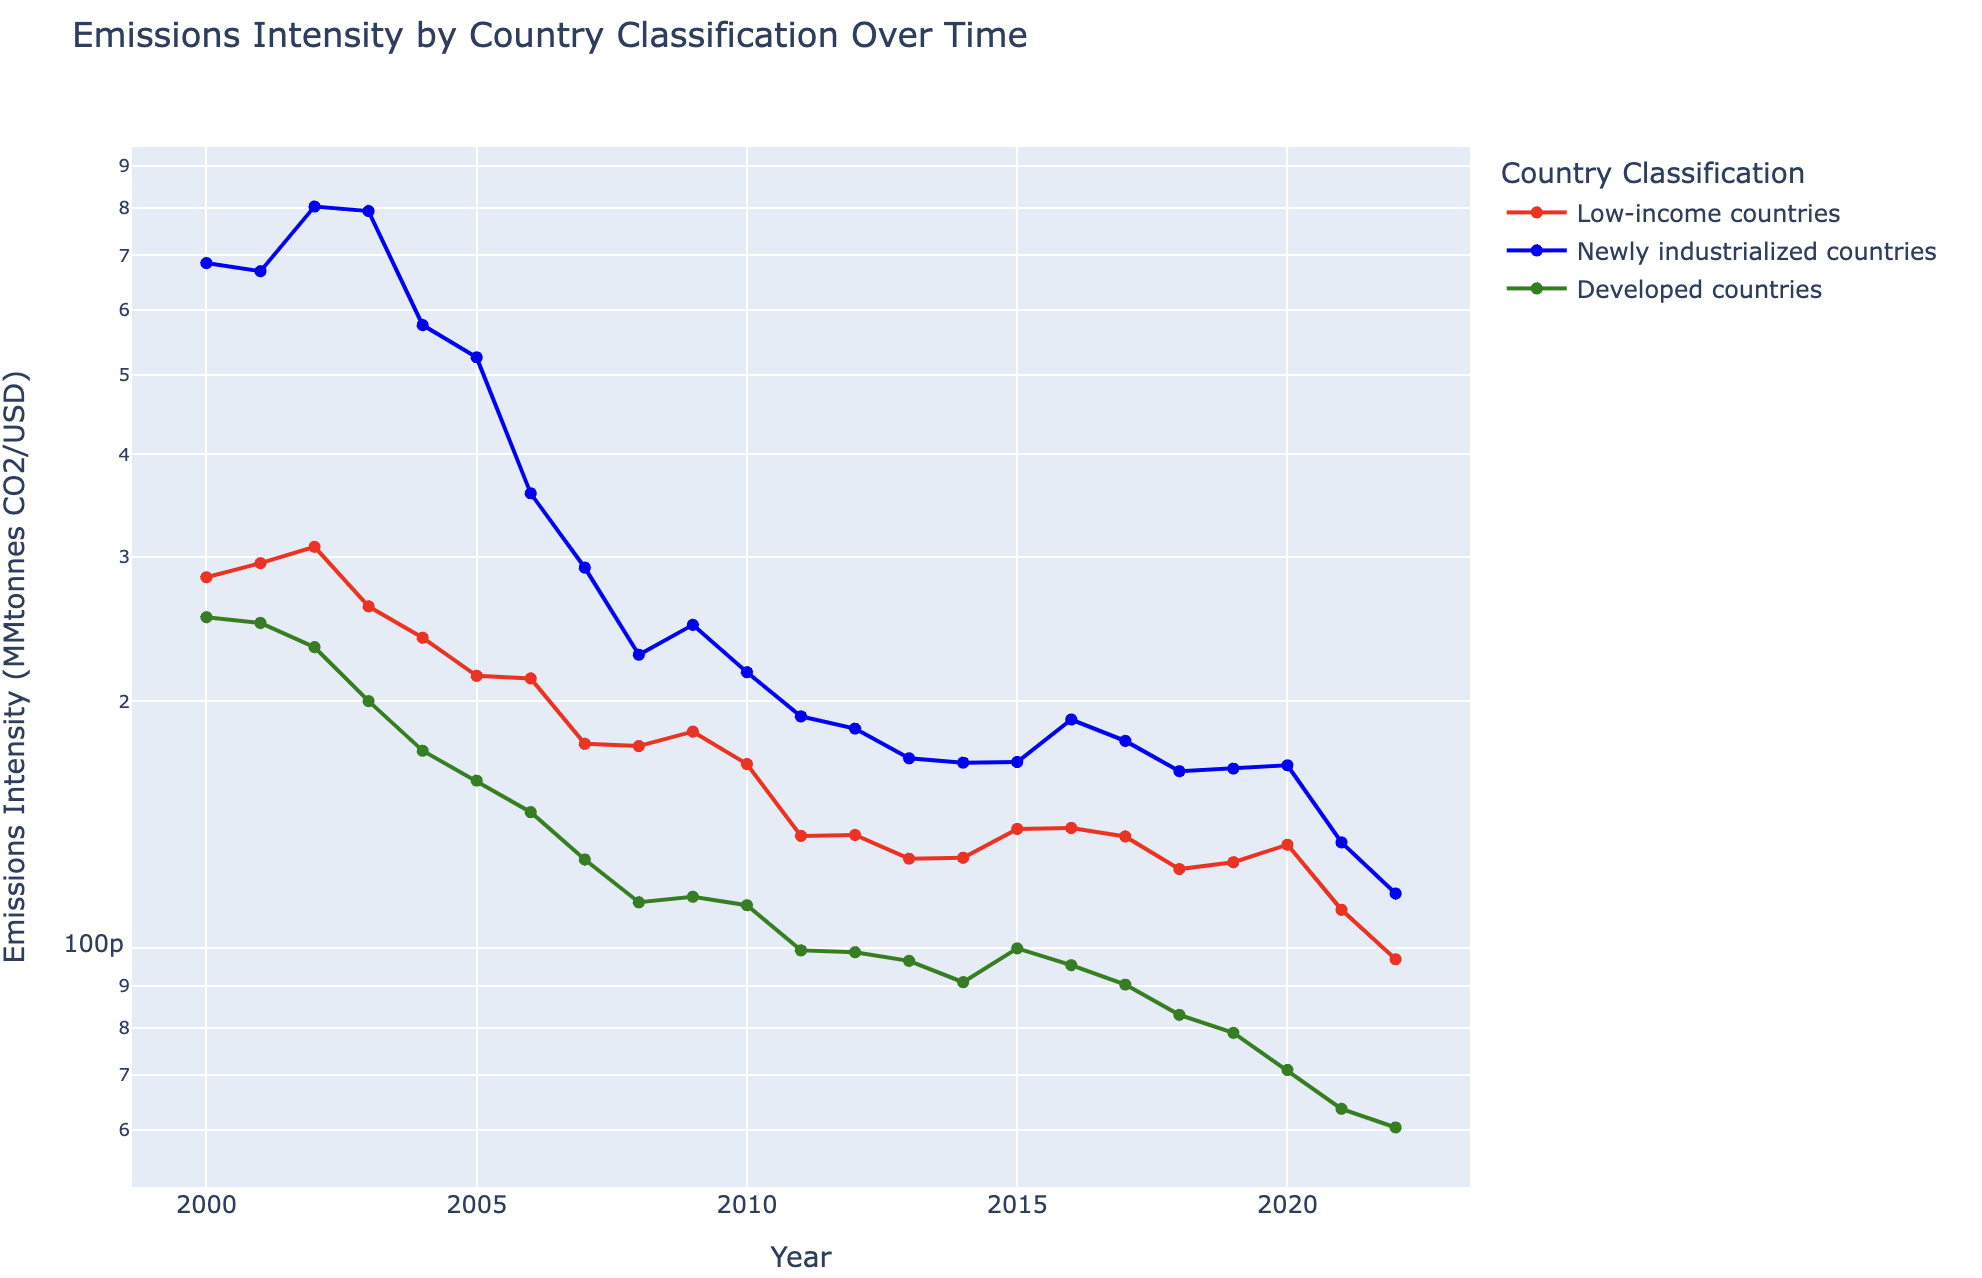 Emissions Intensity by Country Classification Over Time
Country Classification
Low-income countries
Newly industrialized countries
Developed countries
Emissions Intensity (MMtonnes CO2/USD)
9
8
7
6
5
4
3
2
100p
9
8
7
6
2000 2005 2010 2015 2020
Year